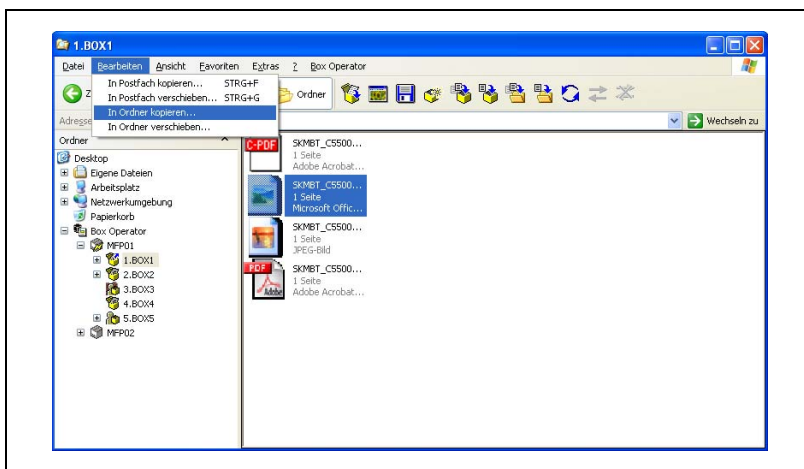 1.BOX1
Datei Bearbeiten Ansicht Favoriten Extras ? Box Operator
In Postfach kopieren... STRG+F
In Postfach verschieben... STRG+G
In Ordner kopieren...
In Ordner verschieben...
Z
Ordner
Adresse
Wechseln zu
Ordner
Desktop
Eigene Dateien
Arbeitsplatz
Netzwerkumgebung
Papierkorb
Box Operator
MFP01
1.BOX1
2.BOX2
3.BOX3
4.BOX4
5.BOX5
MFP02
C-PDF
SKMBT_C5500...
1 Seite
Adobe Acrobat...
SKMBT_C5500...
1 Seite
Microsoft Offic...
SKMBT_C5500...
1 Seite
JPEG-Bild
PDF
Adobe
SKMBT_C5500...
1 Seite
Adobe Acrobat...